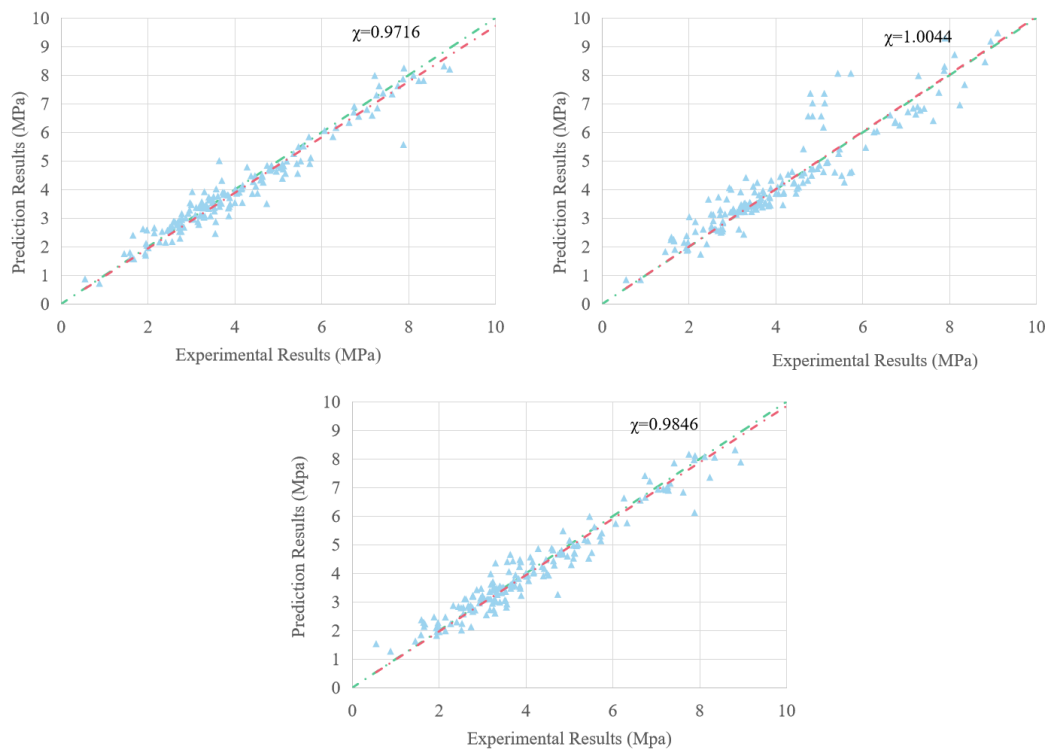 χ=0.9716
Prediction Results (MPa)
10
9
8
7
6
5
4
3
2
1
0
0 2 4 6 8 10
Experimental Results (MPa)
χ=1.0044
Prediction Results (MPa)
10
9
8
7
6
5
4
3
2
1
0
0 2 4 6 8 10
Experimental Results (MPa)
χ=0.9846
Prediction Results (Mpa)
10
9
8
7
6
5
4
3
2
1
0
0 2 4 6 8 10
Experimental Results (Mpa)